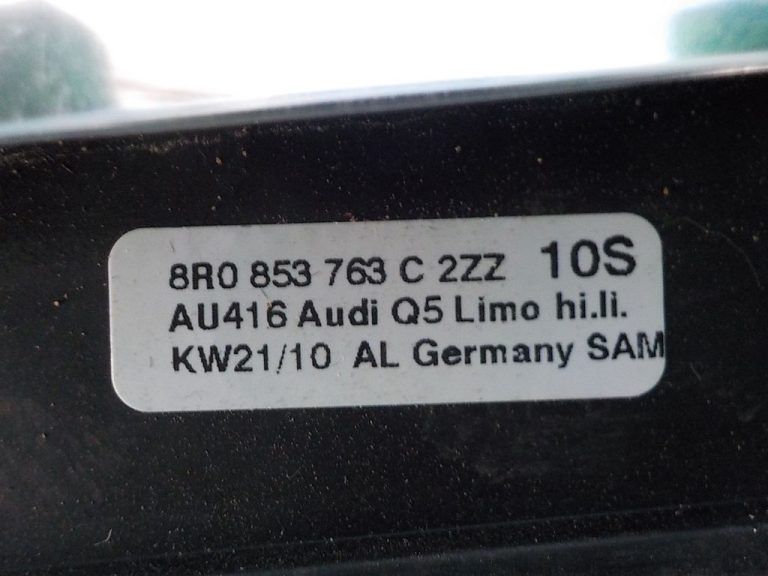 8R0 853 763 C 2ZZ 10S
AU416 Audi Q5 Limo hi.li.
KW21/10 AL Germany SAM